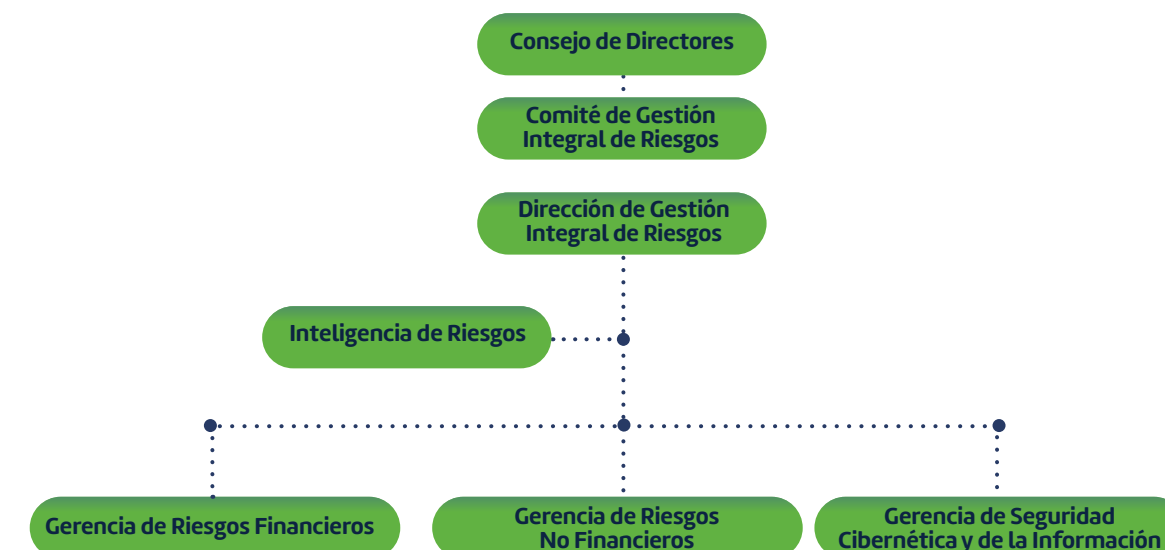 Consejo de Directores
Comité de Gestión
Integral de Riesgos
Dirección de Gestión
Integral de Riesgos
Inteligencia de Riesgos
Gerencia de Riesgos Financieros
Gerencia de Riesgos
No Financieros
Gerencia de Seguridad
Cibernética y de la Información